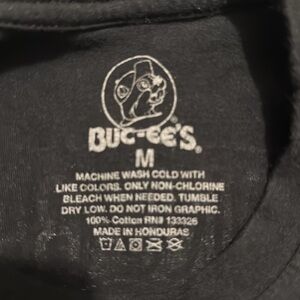 BUC-EE'S®
M
MACHINE WASH COLD WITH
LIKE COLORS. ONLY NON-CHLORINE
BLEACH WHEN NEEDED. TUMBLE
DRY LOW. DO NOT IRON GRAPHIC.
100% Cotton RN# 133326
MADE IN HONDURAS